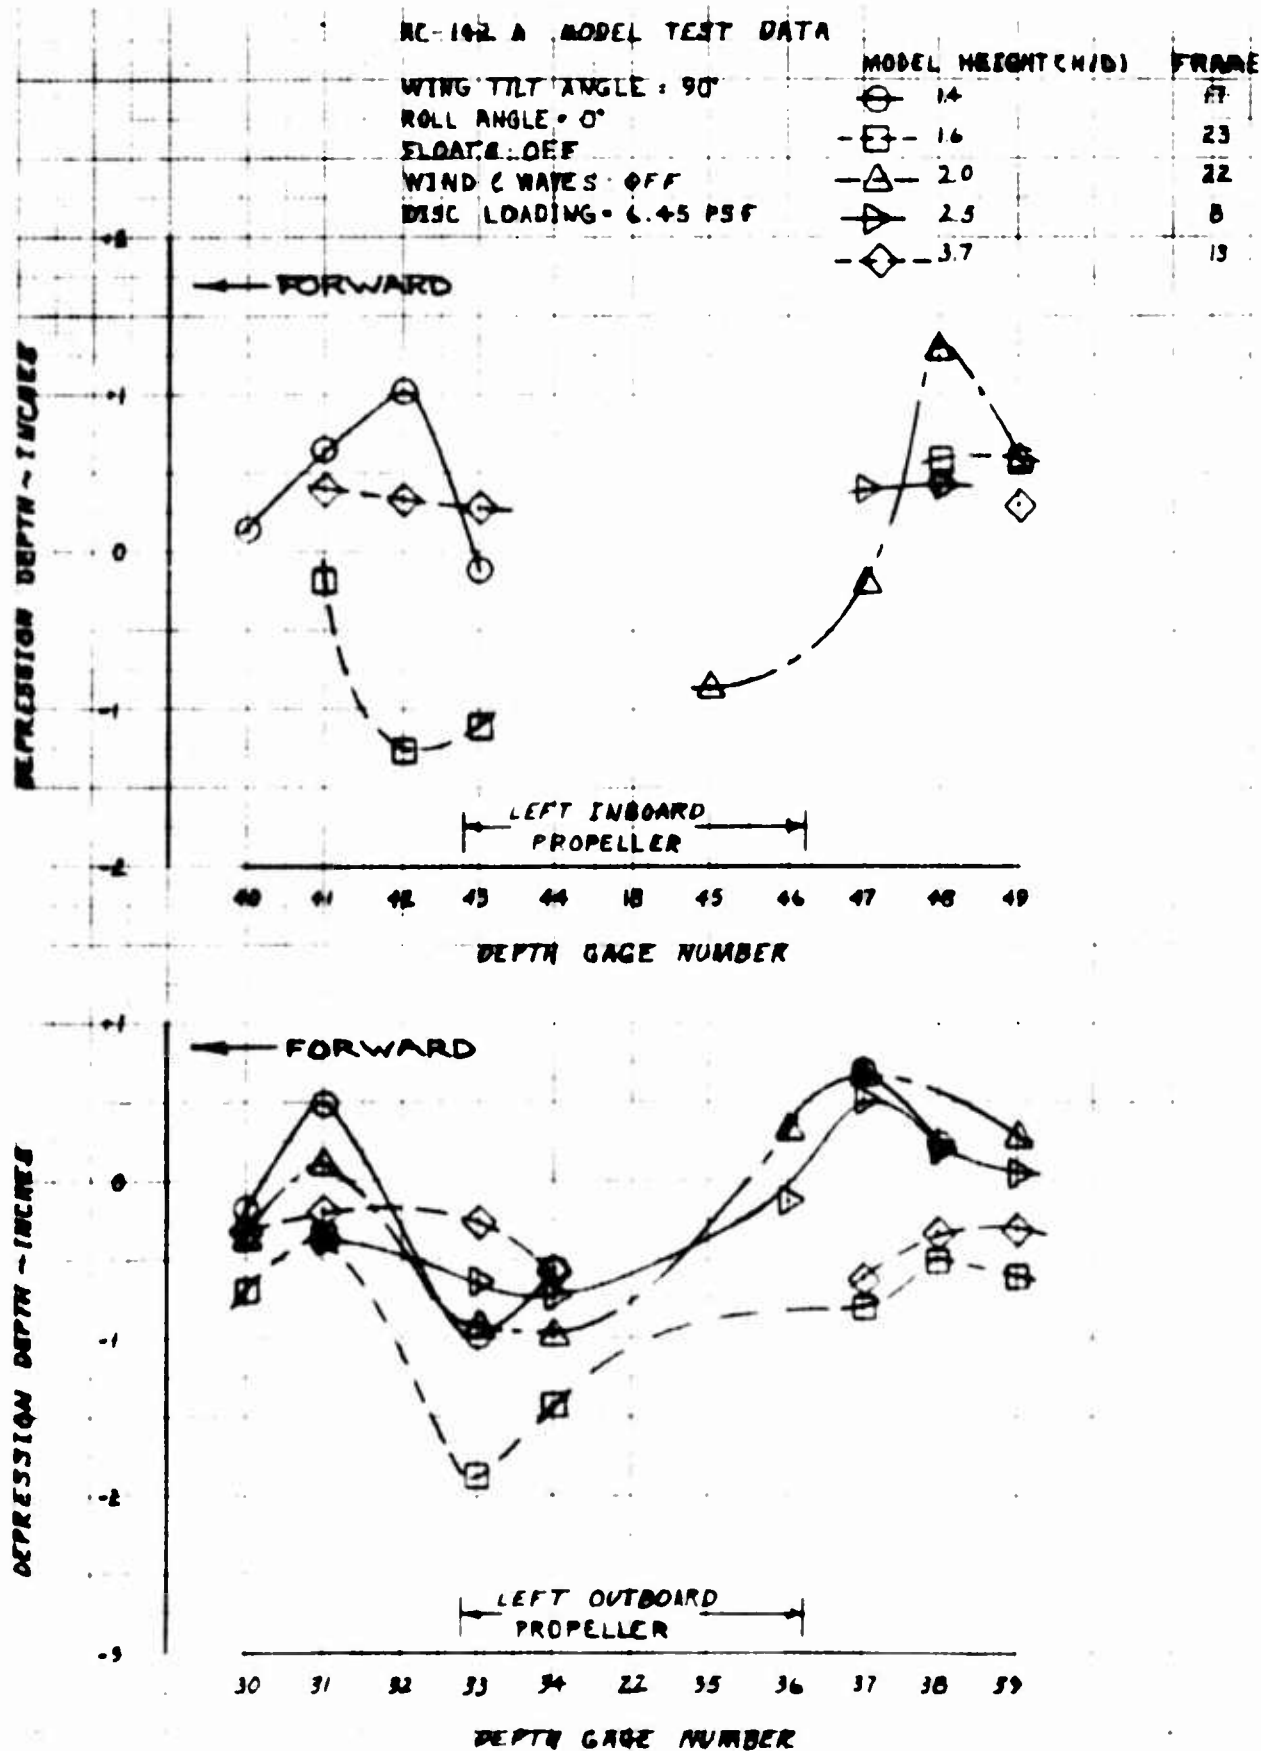 XC-142 A MODEL TEST DATA
WING TILT ANGLE = 90°
ROLL ANGLE = 0°
FLOATS OFF
WIND & WAVES OFF
DISC LOADING = 6.45 PSF
MODEL HEIGHT (H/D) FRAME
1.4 17
1.6 23
2.0 22
2.5 8
3.7 13
+2
FORWARD
DEPRESSION DEPTH ~ INCHES
+1
0
-1
-2
LEFT INBOARD
PROPELLER
40 41 42 43 44 18 45 46 47 48 49
DEPTH GAGE NUMBER
+1
FORWARD
DEPRESSION DEPTH ~ INCHES
0
-1
-2
-3
LEFT OUTBOARD
PROPELLER
30 31 32 33 34 22 35 36 37 38 39
DEPTH GAGE NUMBER